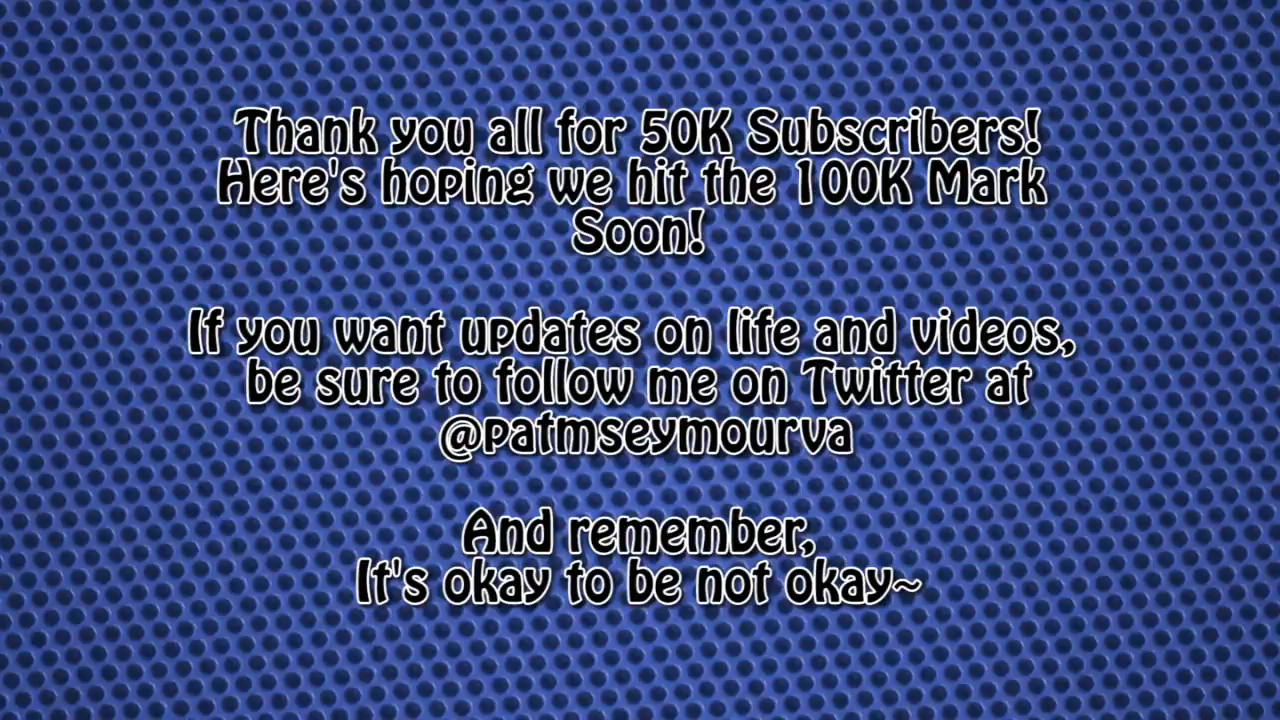 Thank you all for 50K Subscribers!
Here's hoping we hit the 100K Mark
Soon!
If you want updates on life and videos,
be sure to follow me on Twitter at
@patmseymourva
And remember,
It's okay to be not okay~